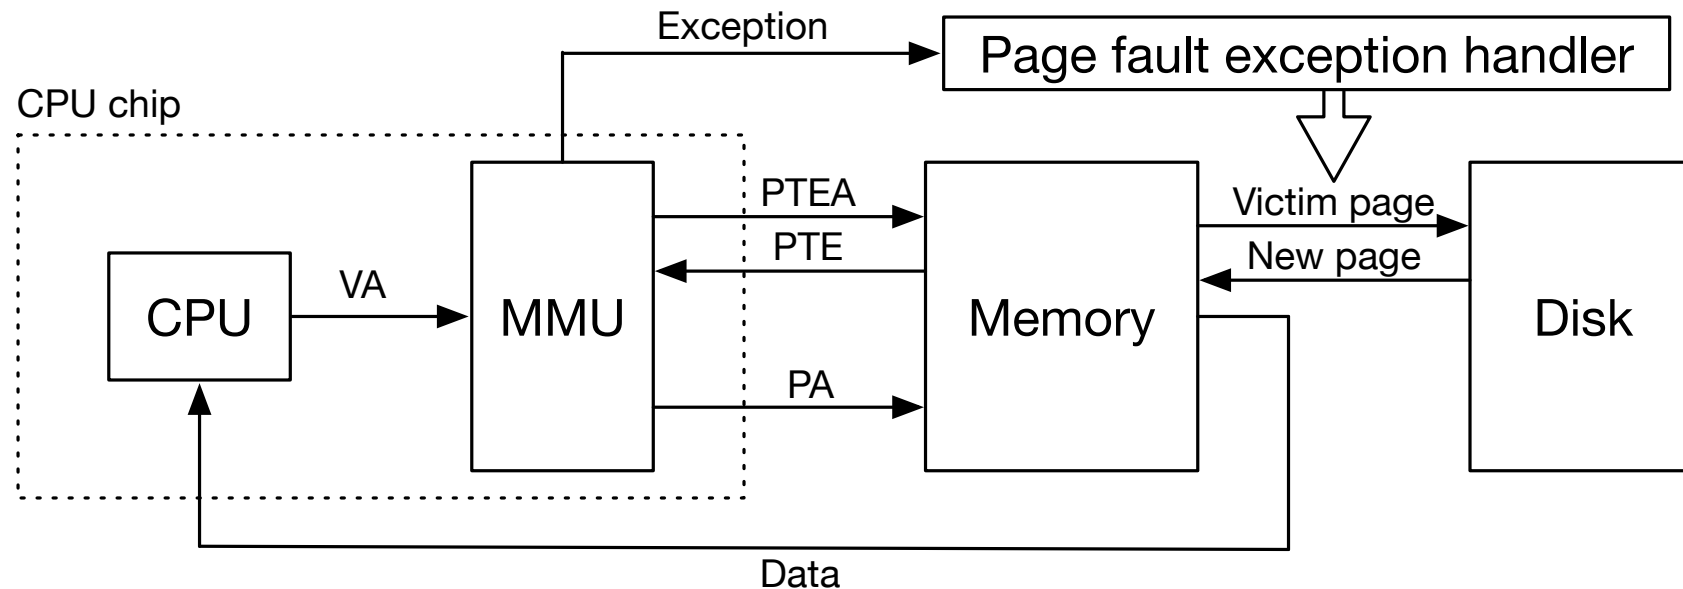 Exception
Page fault exception handler
CPU chip
PTEA
Victim page
PTE
New page
VA
CPU
MMU
Memory
Disk
PA
Data